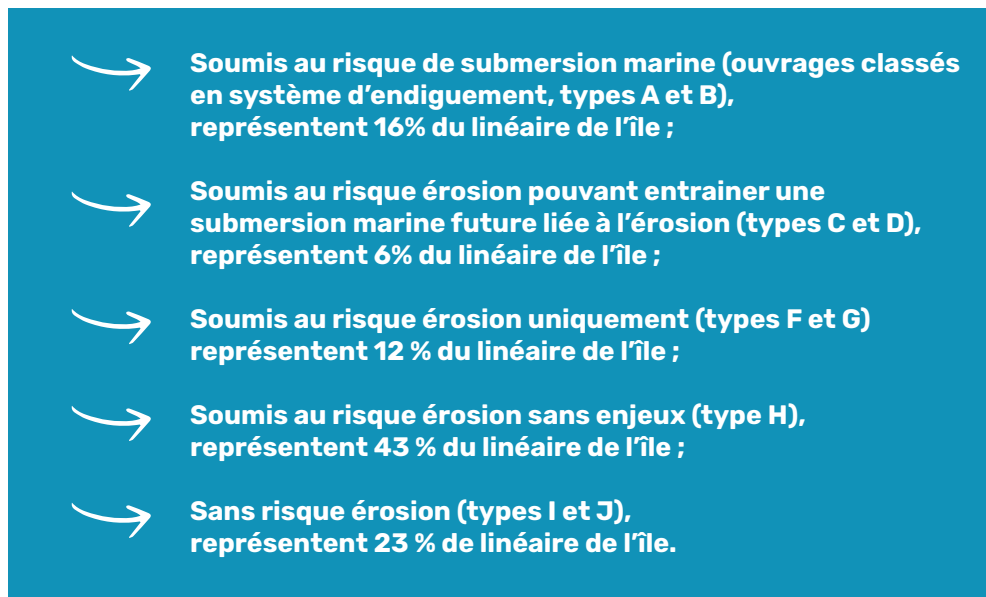 Soumis au risque de submersion marine (ouvrages classés
en système d'endiguement, types A et B),
représentent 16% du linéaire de l'île ;
Soumis au risque érosion pouvant entrainer une
submersion marine future liée à l'érosion (types C et D),
représentent 6% du linéaire de l'île ;
Soumis au risque érosion uniquement (types F et G)
représentent 12 % du linéaire de l'île ;
Soumis au risque érosion sans enjeux (type H),
représentent 43 % du linéaire de l'île ;
Sans risque érosion (types I et J),
représentent 23 % de linéaire de l'île.